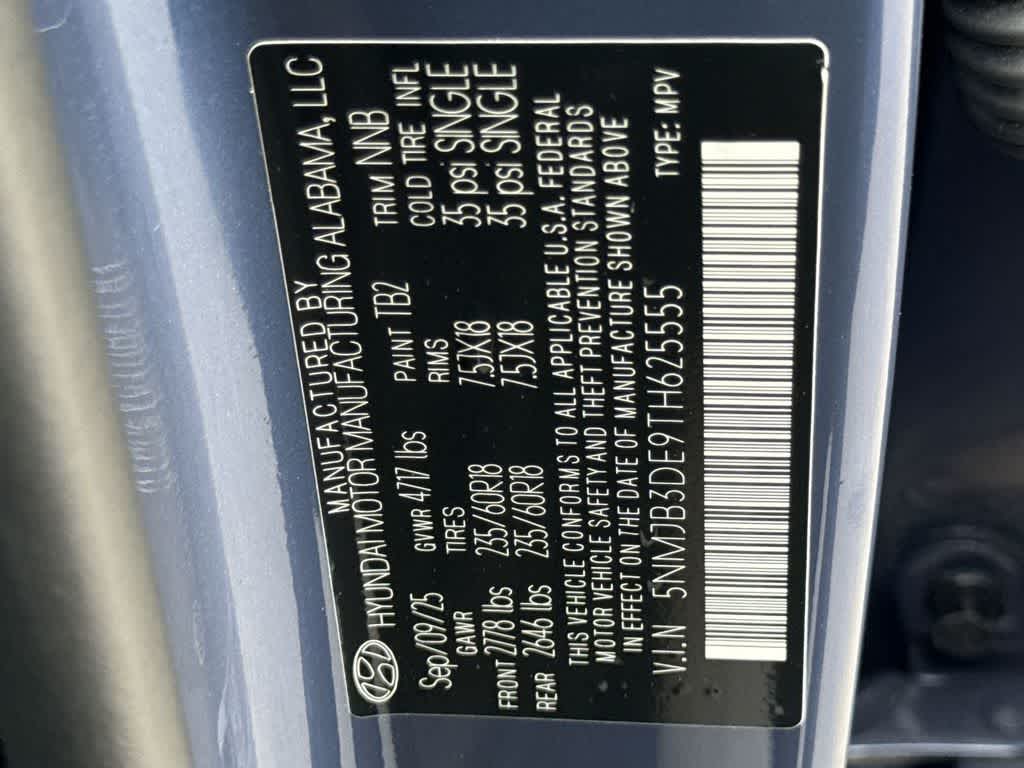 MANUFACTURED BY
HYUNDAI MOTOR MANUFACTURING ALABAMA, LLC
Sep/09/25 GVWR 4717 lbs PAINT TB2 TRIM NNB
GAWR TIRES RIMS COLD TIRE INFL
FRONT 2778 lbs 235/60R18 7.5JX18 35 psi SINGLE
REAR 2646 lbs 235/60R18 7.5JX18 35 psi SINGLE
THIS VEHICLE CONFORMS TO ALL APPLICABLE U.S.A. FEDERAL
MOTOR VEHICLE SAFETY AND THEFT PREVENTION STANDARDS
IN EFFECT ON THE DATE OF MANUFACTURE SHOWN ABOVE
V.I.N 5NMJB3DE9TH625555 TYPE: MPV